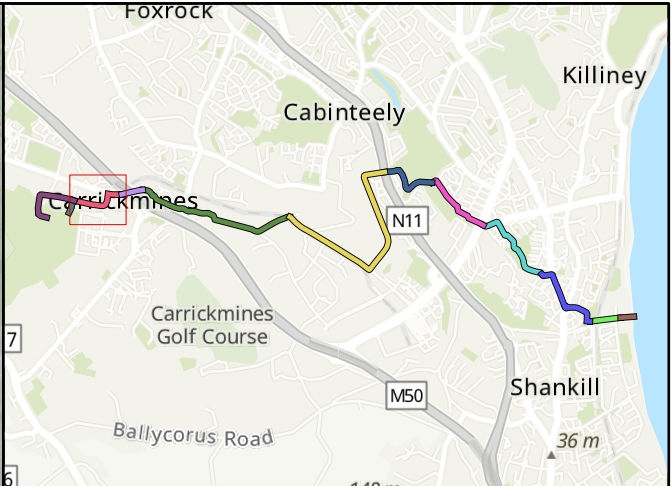 Foxrock
Killiney
Cabinteely
Carrickmines
N11
Carrickmines
Golf Course
7
M50
Shankill
Ballycorus Road
36 m
6